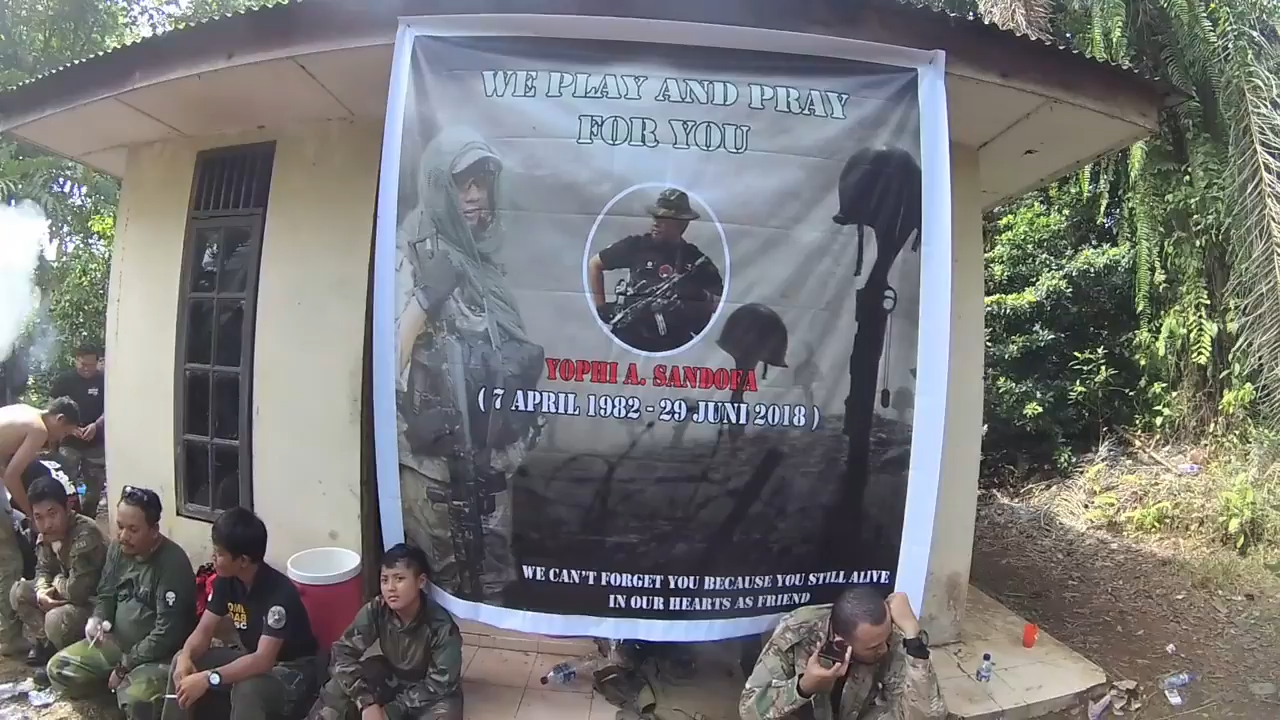 WE PLAY AND PRAY
FOR YOU
YOPHI A. SANDOFA
( 7 APRIL 1982 - 29 JUNI 2018 )
WE CAN'T FORGET YOU BECAUSE YOU STILL ALIVE
IN OUR HEARTS AS FRIEND